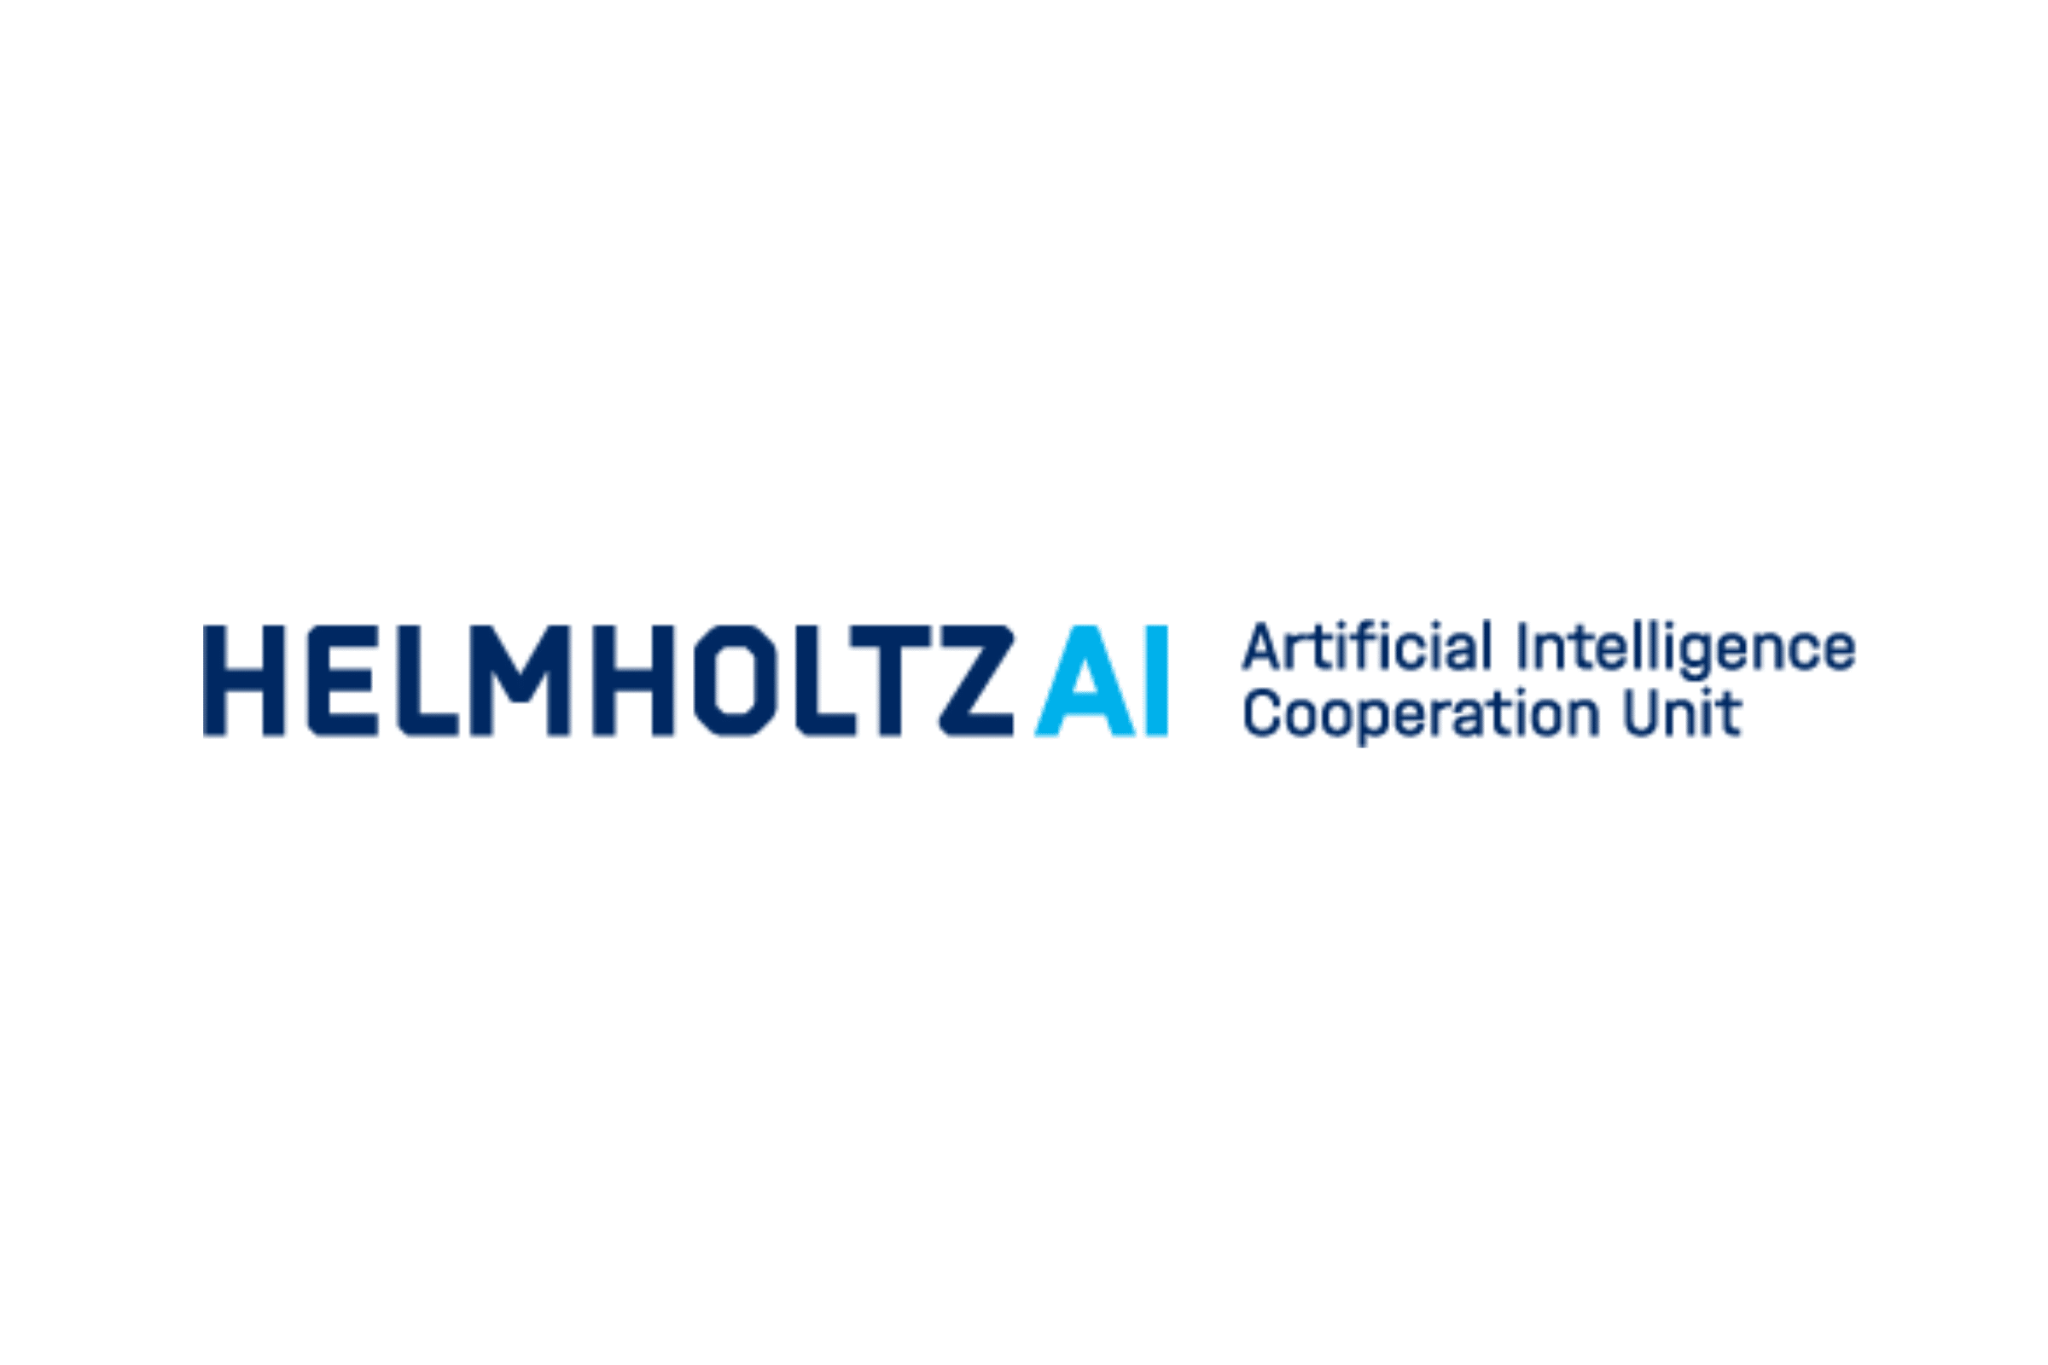 HELMHOLTZ AI
Artificial Intelligence
Cooperation Unit